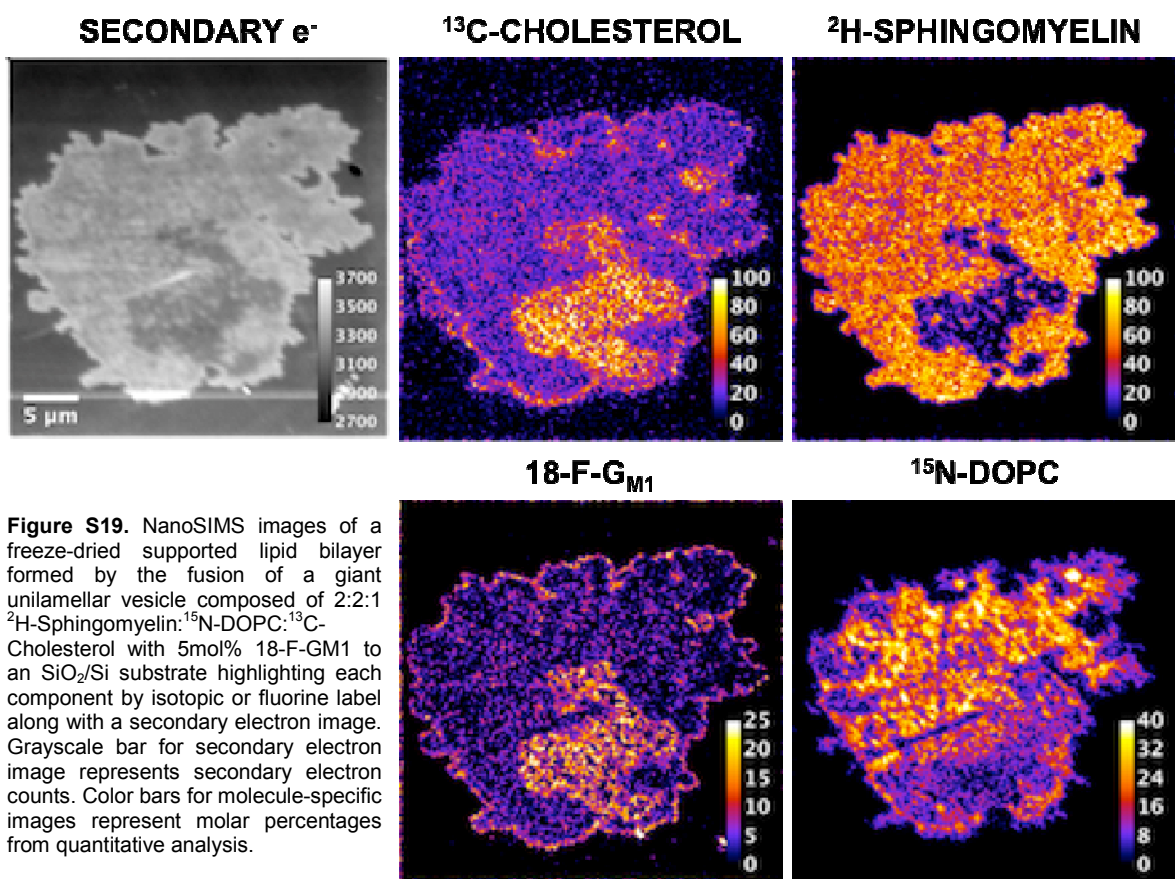 SECONDARY e-
13C-CHOLESTEROL
2H-SPHINGOMYELIN
3700
3500
3300
3100
2900
2700
5 µm
100
80
60
40
20
0
100
80
60
40
20
0
18-F-GM1
15N-DOPC
25
20
15
10
5
0
40
32
24
16
8
0
Figure S19. NanoSIMS images of a
freeze-dried supported lipid bilayer
formed by the fusion of a giant
unilamellar vesicle composed of 2:2:1
2H-Sphingomyelin:15N-DOPC:13C-
Cholesterol with 5mol% 18-F-GM1 to
an SiO2/Si substrate highlighting each
component by isotopic or fluorine label
along with a secondary electron image.
Grayscale bar for secondary electron
image represents secondary electron
counts. Color bars for molecule-specific
images represent molar percentages
from quantitative analysis.